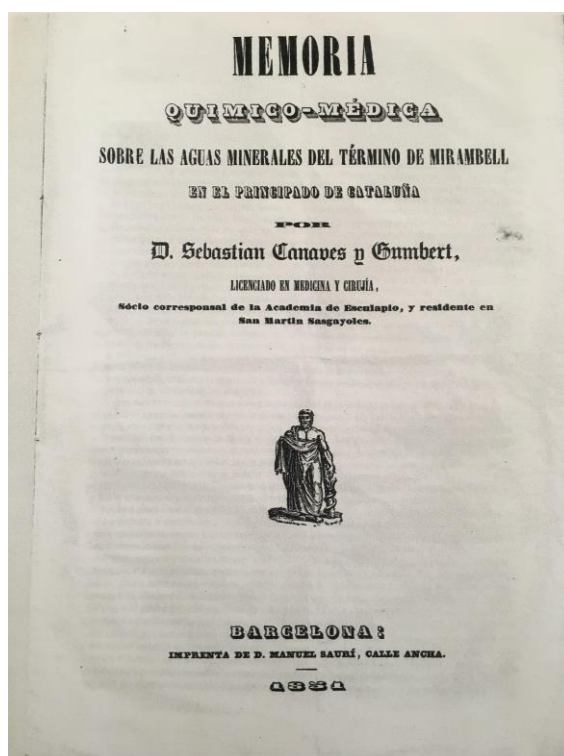 MEMORIA
QUIMICO-MÉDICA
SOBRE LAS AGUAS MINERALES DEL TÉRMINO DE MIRAMBELL
EN EL PRINCIPADO DE CATALUÑA
POR
D. Sebastian Canaves y Gumbert,
LICENCIADO EN MEDICINA Y CIRUJÍA,
Sócio corresponsal de la Academia de Esculapio, y residente en
San Martin Sasgayoles.
BARCELONA:
IMPRENTA DE D. MANUEL SAURÍ, CALLE ANCHA.
1851